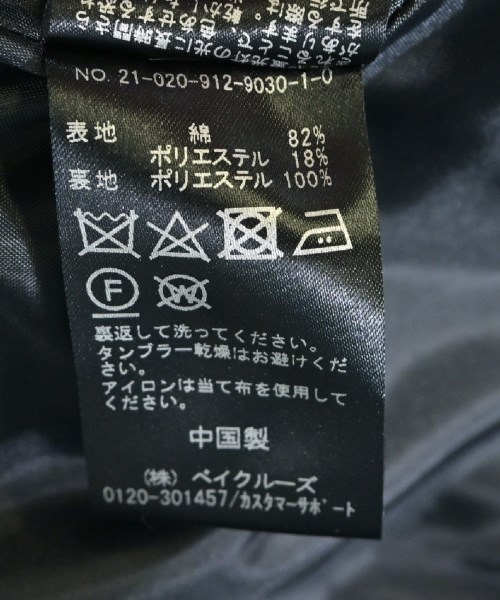 NO. 21-020-912-9030-1-0
表地 綿 82%
ポリエステル 18%
裏地 ポリエステル 100%
F W
裏返して洗ってください。
タンブラー乾燥はお避けくだ
さい。
アイロンは当て布を使用して
ください。
中国製
(株) ベイクルーズ
0120-301457/カスタマーサポート